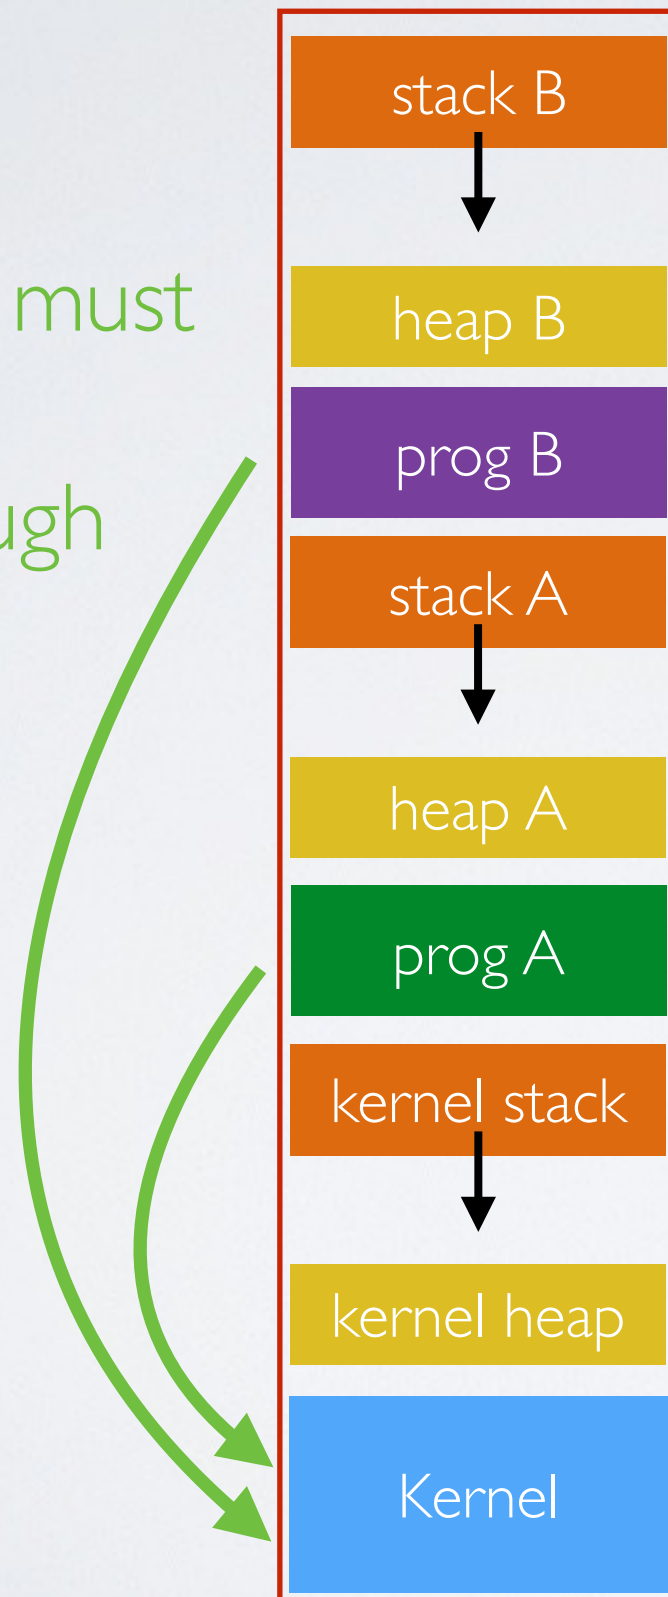 stack B
must
heap B
prog B
stack A
heap A
prog A
kernel stack
kernel heap
Kernel